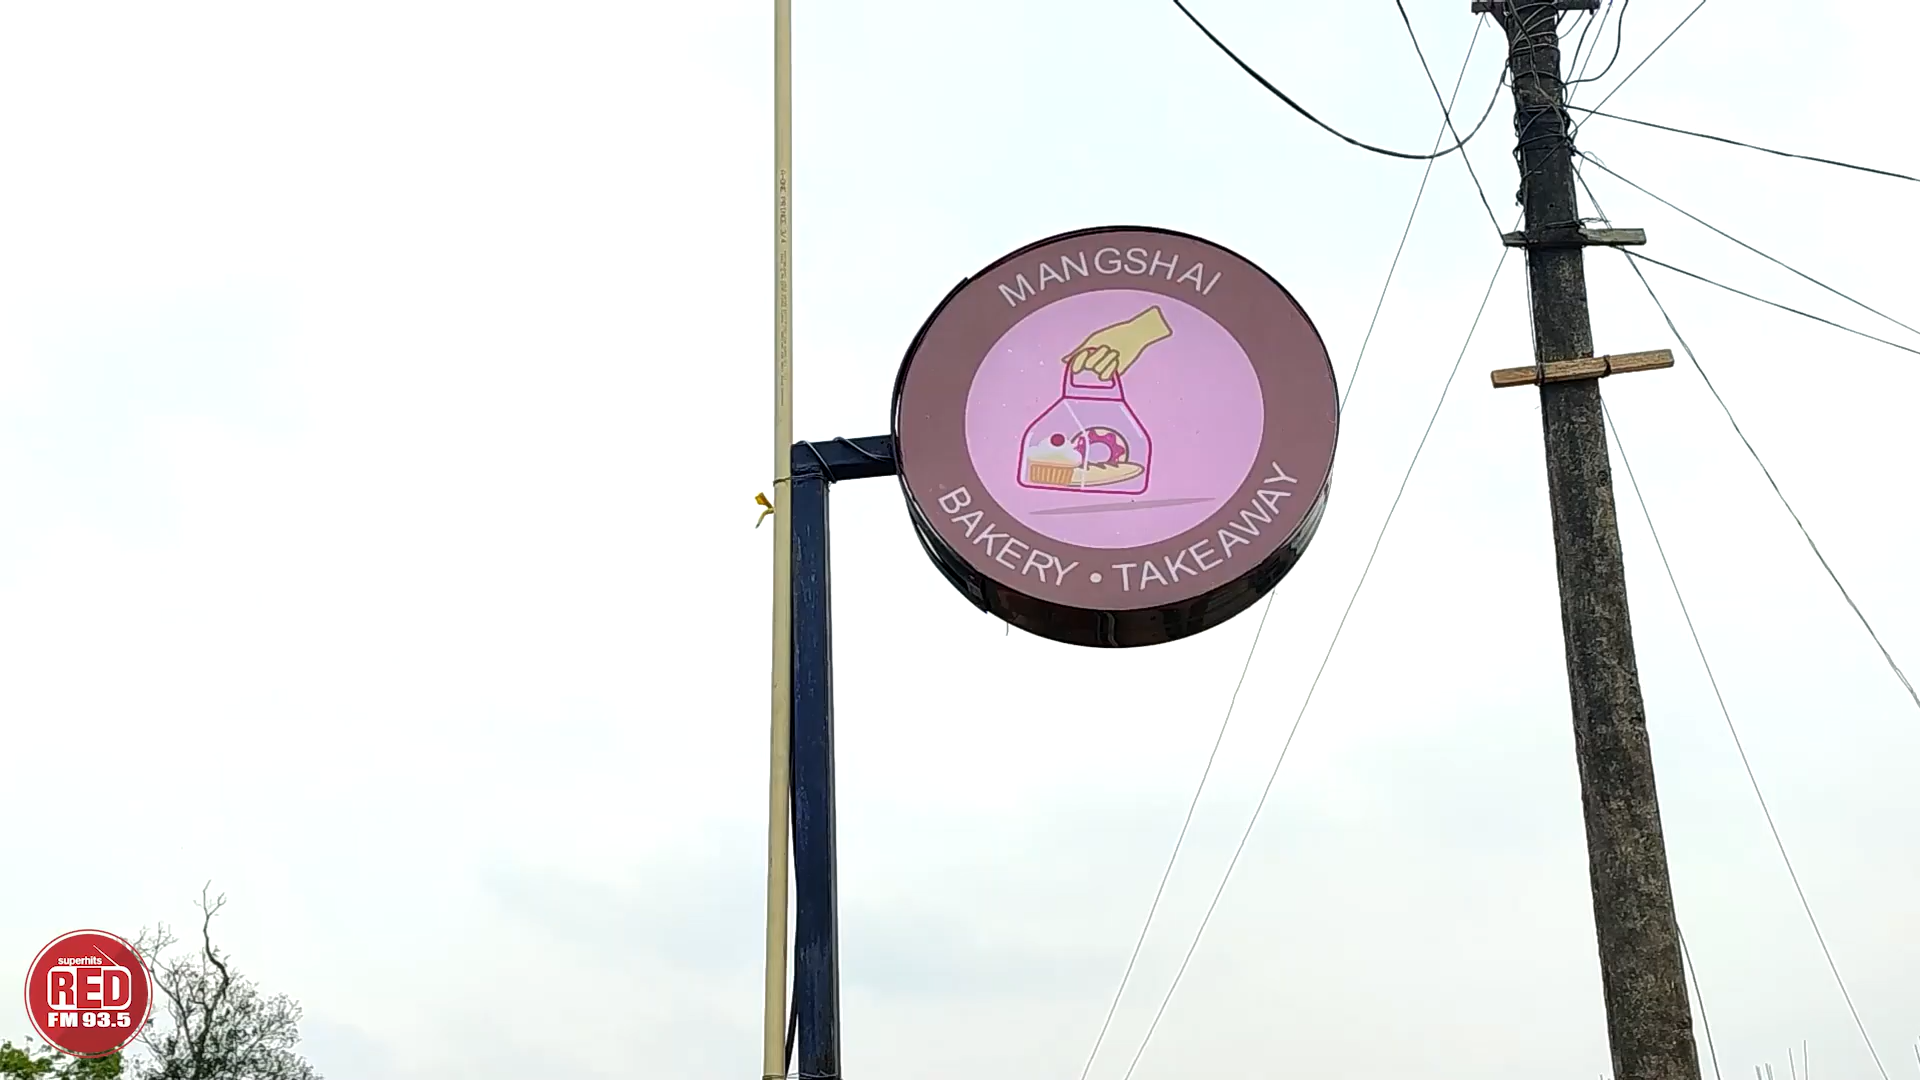 MANGSHAI
BAKERY • TAKEAWAY
superhits
RED
FM 93.5